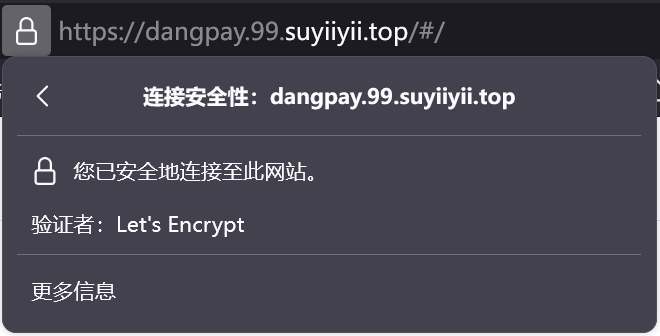 https://dangpay.99.suyiiyii.top/#/
连接安全性：dangpay.99.suyiiyii.top
您已安全地连接至此网站。
验证者：Let's Encrypt
更多信息